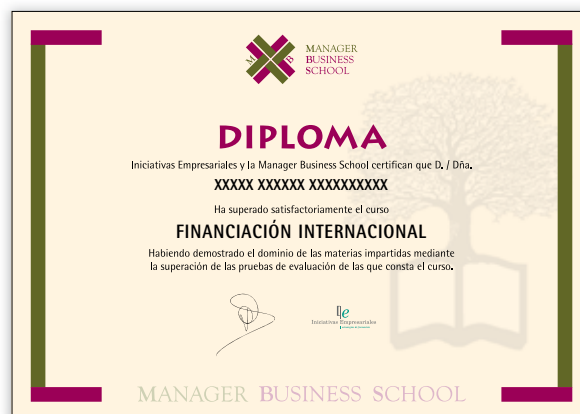 M B
MANAGER
BUSINESS
SCHOOL
DIPLOMA
Iniciativas Empresariales y la Manager Business School certifican que D. / Dña.
XXXXX XXXXXX XXXXXXXXXX
Ha superado satisfactoriamente el curso
FINANCIACIÓN INTERNACIONAL
Habiendo demostrado el dominio de las materias impartidas mediante
la superación de las pruebas de evaluación de las que consta el curso.
Iniciativas Empresariales
MANAGER BUSINESS SCHOOL